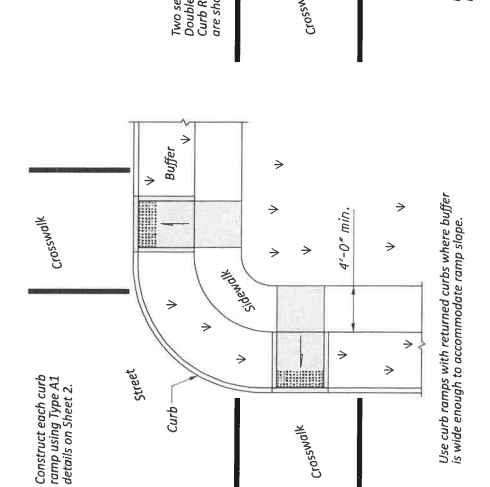 Construct each curb
ramp using Type A1
details on Sheet 2.
Crosswalk
Street
Curb
Buffer
Sidewalk
4'-0" min.
Crosswalk
Use curb ramps with returned curbs where buffer
is wide enough to accommodate ramp slope.
Two se
Double
Curb R
are sho
Crossw